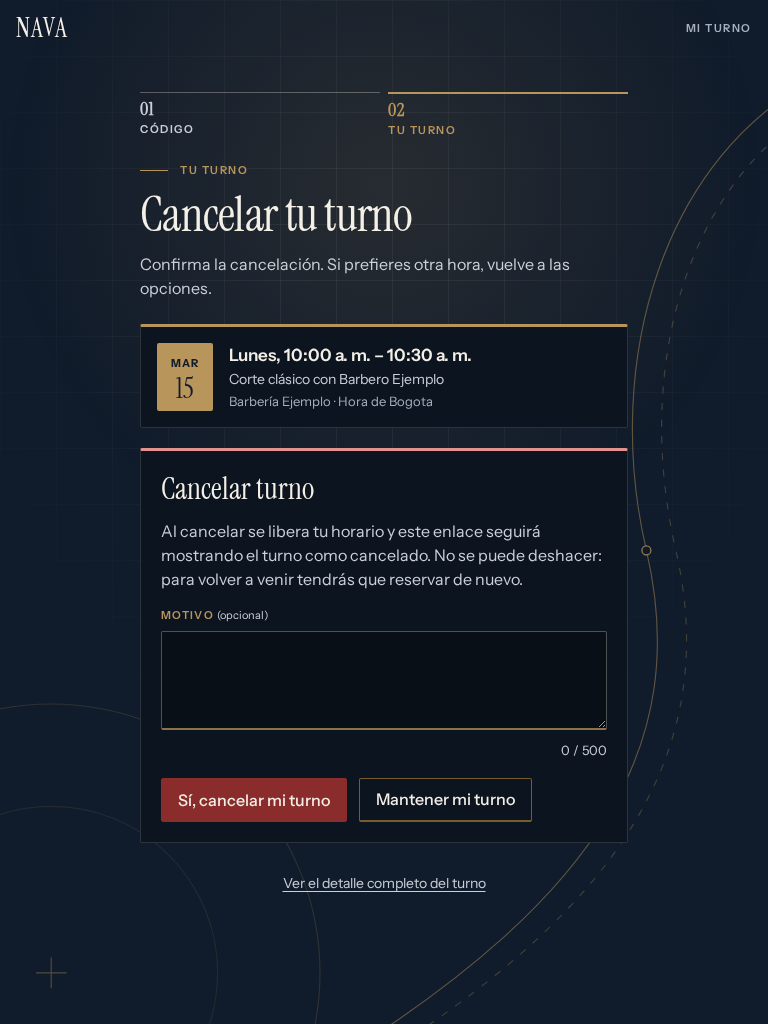 NAVA
MI TURNO
01
CÓDIGO
02
TU TURNO
TU TURNO
Cancelar tu turno
Confirma la cancelación. Si prefieres otra hora, vuelve a las
opciones.
MAR
15
Lunes, 10:00 a. m. – 10:30 a. m.
Corte clásico con Barbero Ejemplo
Barbería Ejemplo · Hora de Bogota
Cancelar turno
Al cancelar se libera tu horario y este enlace seguirá
mostrando el turno como cancelado. No se puede deshacer:
para volver a venir tendrás que reservar de nuevo.
MOTIVO (opcional)
0 / 500
Sí, cancelar mi turno
Mantener mi turno
Ver el detalle completo del turno